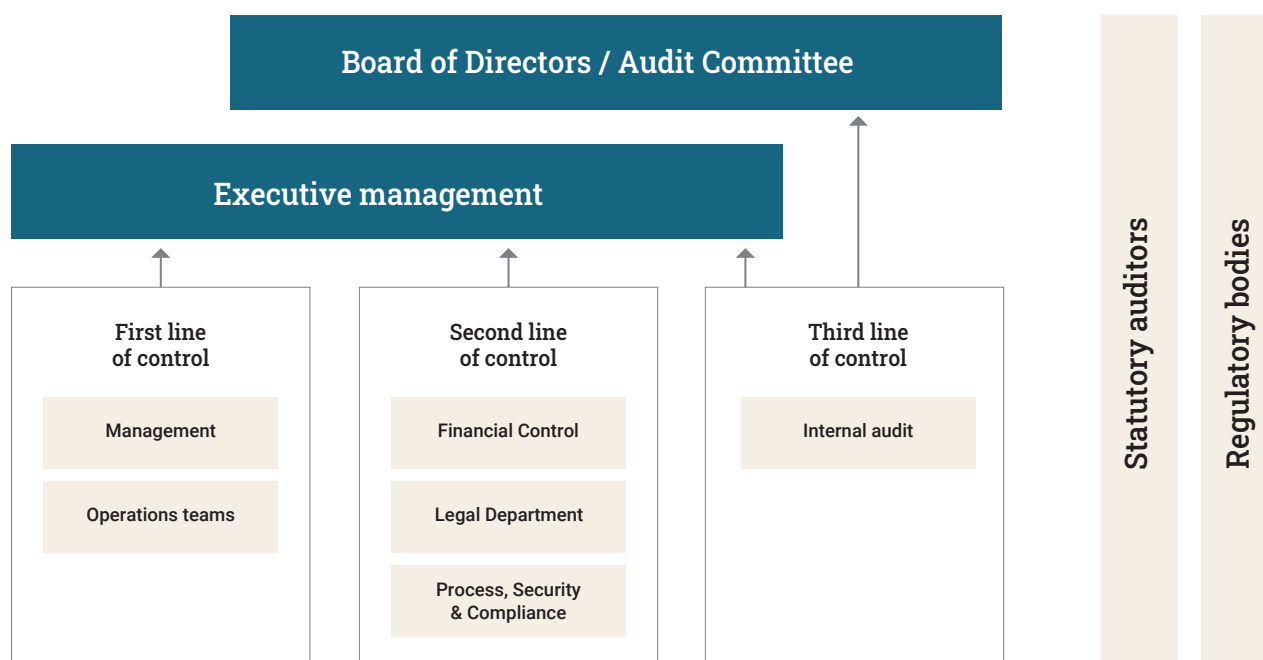 Board of Directors / Audit Committee
Executive management
First line
of control
Management
Operations teams
Second line
of control
Financial Control
Legal Department
Process, Security
& Compliance
Third line
of control
Internal audit
Statutory auditors
Regulatory bodies